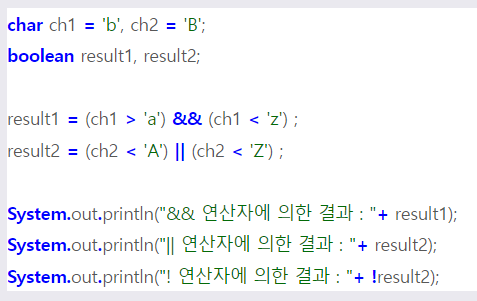 char ch1 = 'b', ch2 = 'B';
boolean result1, result2;
result1 = (ch1 > 'a') && (ch1 < 'z') ;
result2 = (ch2 < 'A') || (ch2 < 'Z') ;
System.out.println("&& 연산자에 의한 결과 : "+ result1);
System.out.println("|| 연산자에 의한 결과 : "+ result2);
System.out.println("! 연산자에 의한 결과 : "+ !result2);